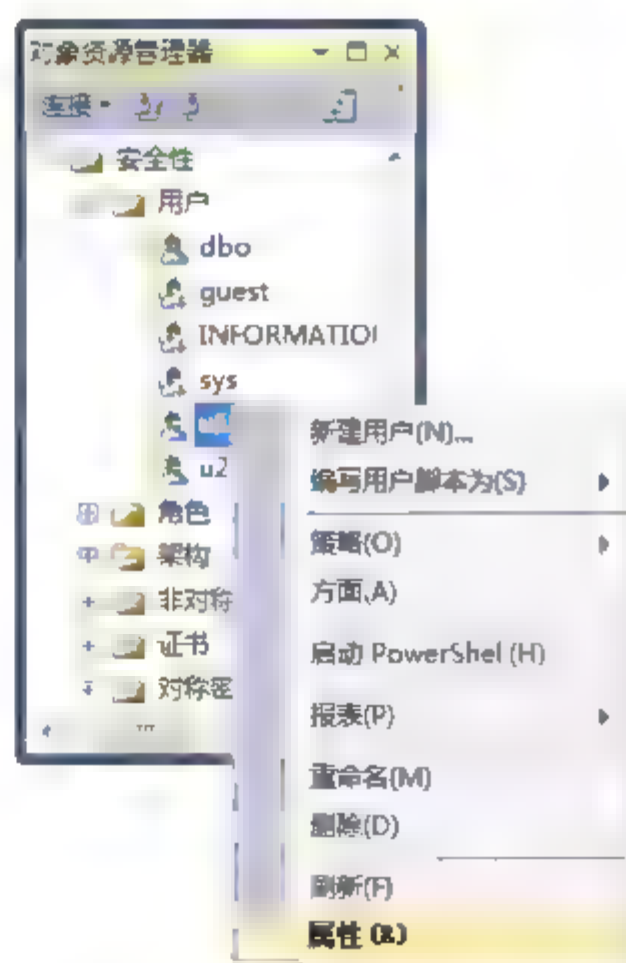 对象资源管理器
连接
安全性
用户
dbo
guest
INFORMATIO
sys
u2
角色
架构
非对称
证书
对称密
新建用户(N)...
编写用户脚本为(S)
策略(O)
方面(A)
启动 PowerShel (H)
报表(P)
重命名(M)
删除(D)
刷新(F)
属性(R)